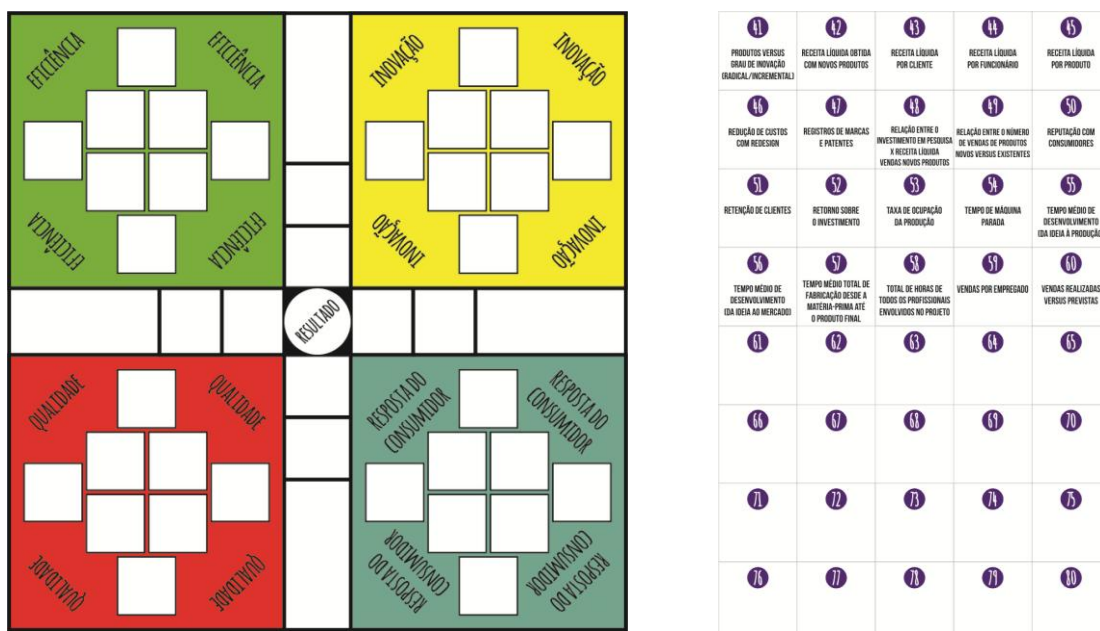 EFICIÊNCIA
EFICIÊNCIA
EFICIÊNCIA
EFICIÊNCIA
INOVAÇÃO
INOVAÇÃO
INOVAÇÃO
INOVAÇÃO
RESULTADO
QUALIDADE
QUALIDADE
QUALIDADE
QUALIDADE
RESPOSTA DO
CONSUMIDOR
RESPOSTA DO
CONSUMIDOR
RESPOSTA DO
CONSUMIDOR
RESPOSTA DO
CONSUMIDOR
41
PRODUTOS VERSUS
GRAU DE INOVAÇÃO
(RADICAL/INCREMENTAL)
42
RECEITA LÍQUIDA OBTIDA
COM NOVOS PRODUTOS
43
RECEITA LÍQUIDA
POR CLIENTE
44
RECEITA LÍQUIDA
POR FUNCIONÁRIO
45
RECEITA LÍQUIDA
POR PRODUTO
46
REDUÇÃO DE CUSTOS
COM REDESIGN
47
REGISTROS DE MARCAS
E PATENTES
48
RELAÇÃO ENTRE O
INVESTIMENTO EM PESQUISA
X RECEITA LÍQUIDA
VENDAS NOVOS PRODUTOS
49
RELAÇÃO ENTRE O NÚMERO
DE VENDAS DE PRODUTOS
NOVOS VERSUS EXISTENTES
50
REPUTAÇÃO COM
CONSUMIDORES
51
RETENÇÃO DE CLIENTES
52
RETORNO SOBRE
O INVESTIMENTO
53
TAXA DE OCUPAÇÃO
DA PRODUÇÃO
54
TEMPO DE MÁQUINA
PARADA
55
TEMPO MÉDIO DE
DESENVOLVIMENTO
(DA IDEIA À PRODUÇÃO
56
TEMPO MÉDIO DE
DESENVOLVIMENTO
(DA IDEIA AO MERCADO)
57
TEMPO MÉDIO TOTAL DE
FABRICAÇÃO DESDE A
MATÉRIA-PRIMA ATÉ
O PRODUTO FINAL
58
TOTAL DE HORAS DE
TODOS OS PROFISSIONAIS
ENVOLVIDOS NO PROJETO
59
VENDAS POR EMPREGADO
60
VENDAS REALIZADAS
VERSUS PREVISTAS
61
62
63
64
65
66
67
68
69
70
71
72
73
74
75
76
77
78
79
80